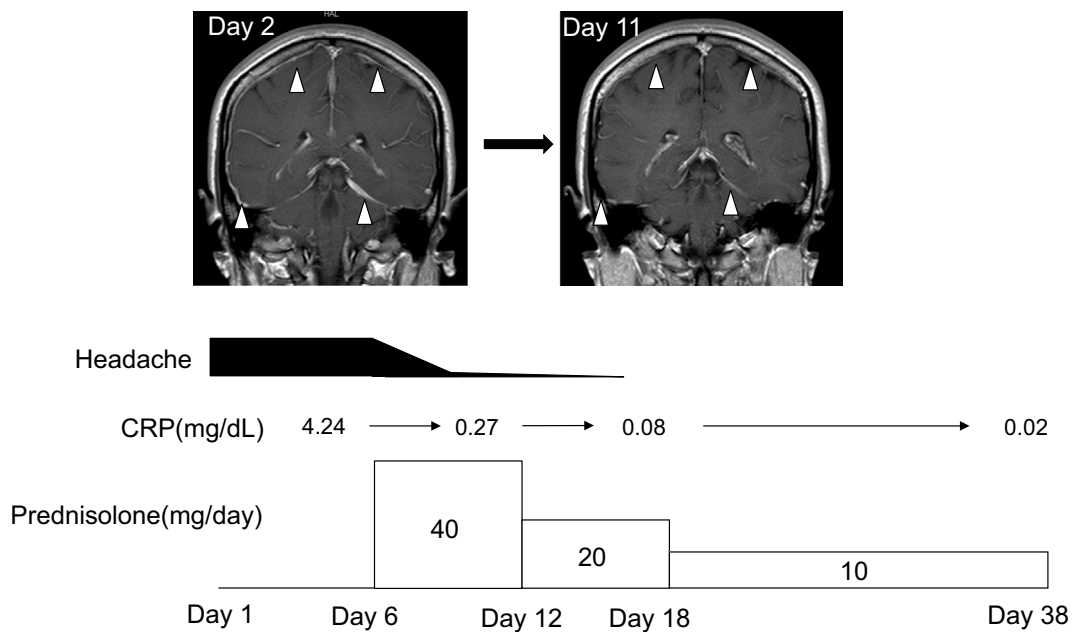 HAL
Day 2
Day 11
Headache
CRP(mg/dL) 4.24 0.27 0.08 0.02
Prednisolone(mg/day)
40
20
10
Day 1 Day 6 Day 12 Day 18 Day 38